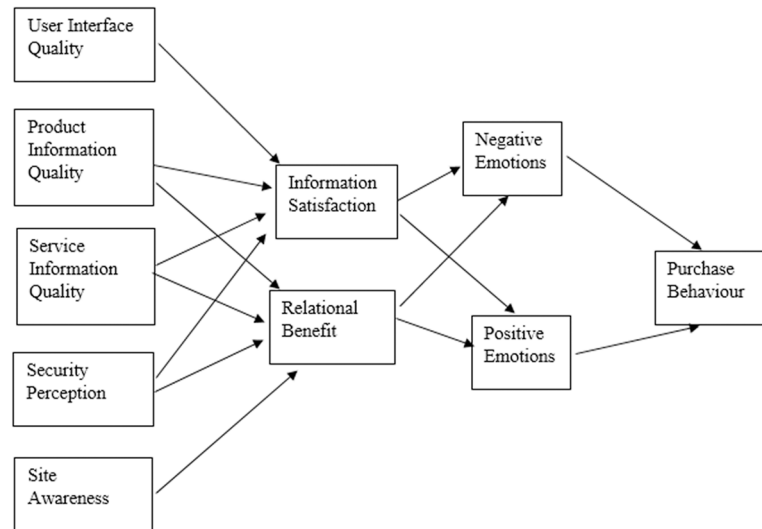 User Interface
Quality
Product
Information
Quality
Service
Information
Quality
Security
Perception
Site
Awareness
Information
Satisfaction
Relational
Benefit
Negative
Emotions
Positive
Emotions
Purchase
Behaviour